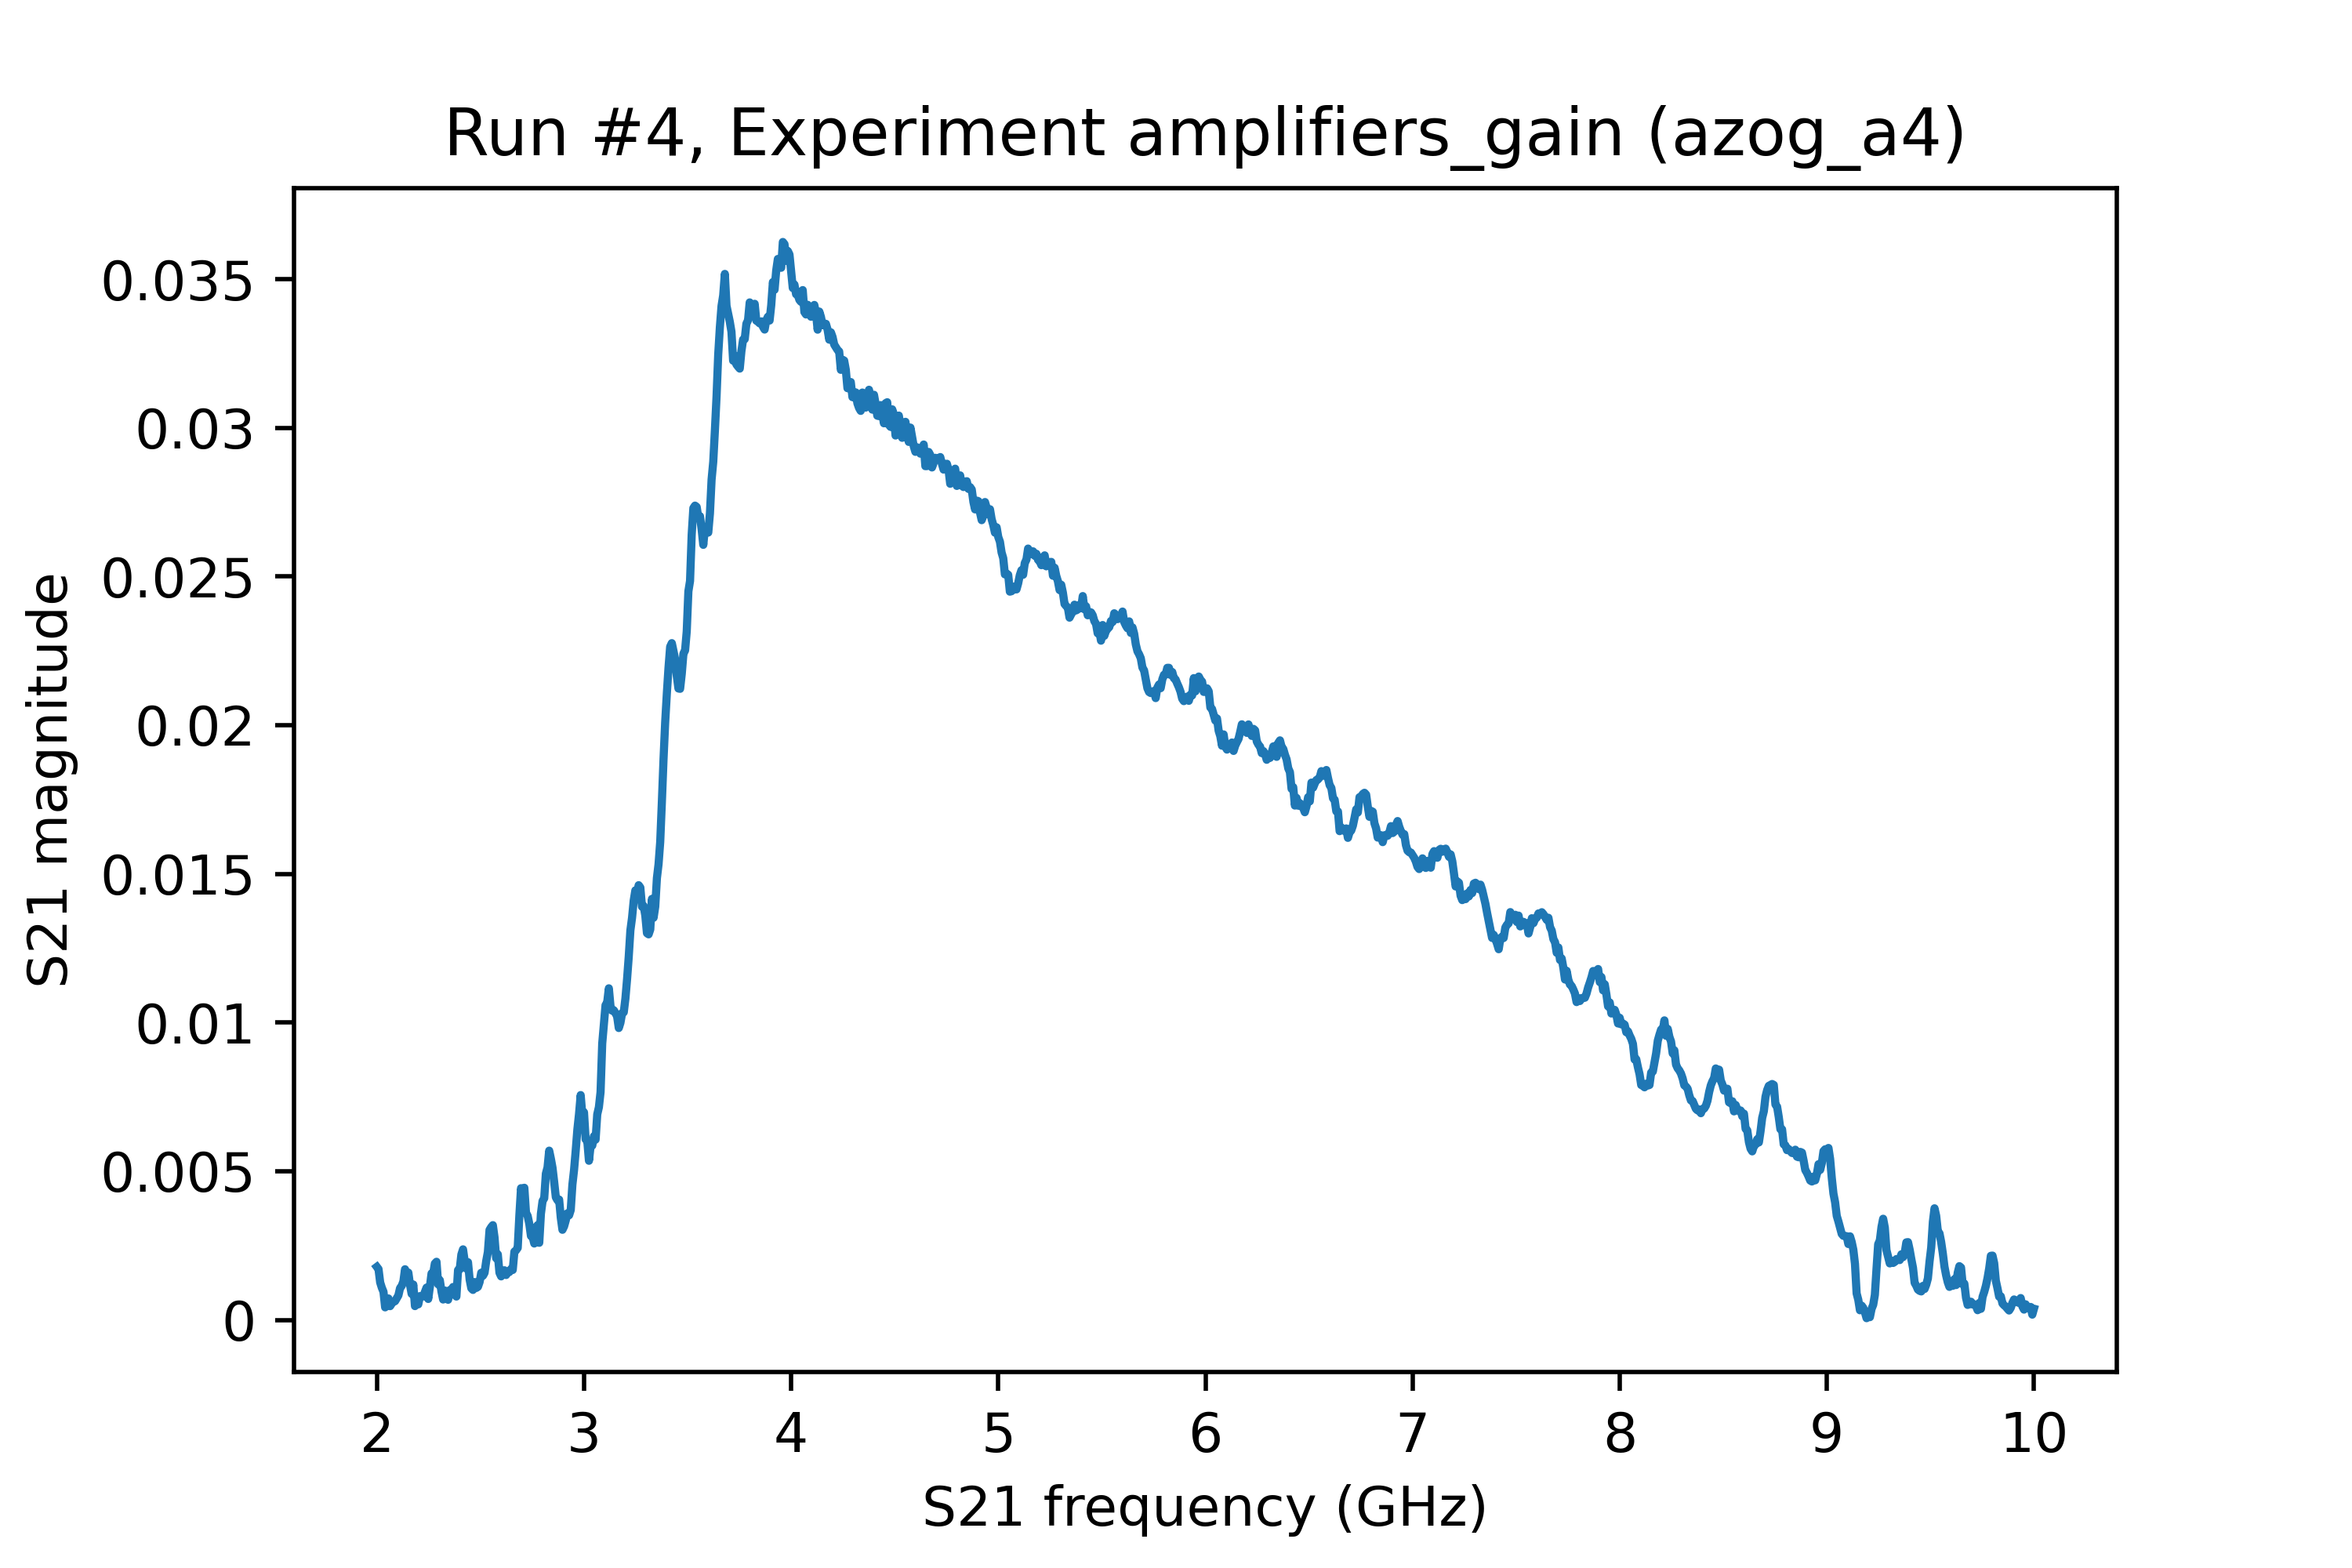 Run #4, Experiment amplifiers_gain (azog_a4)
S21 magnitude
0.035
0.03
0.025
0.02
0.015
0.01
0.005
0
2 3 4 5 6 7 8 9 10
S21 frequency (GHz)